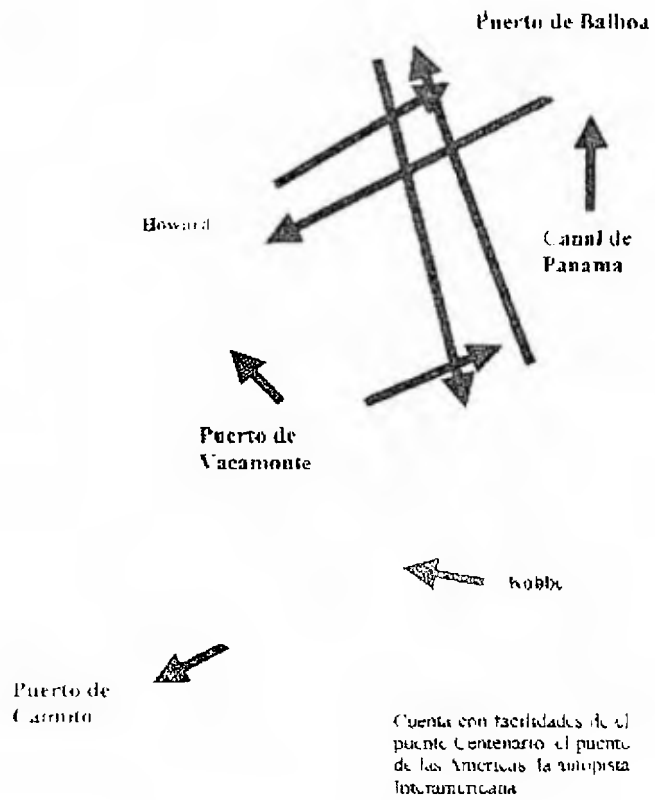 Puerto de Balboa
Howard
Canal de
Panama
Puerto de
Vacamonte
Kobbe
Puerto de
Caimito
Cuenta con facilidades de el
puente Centenario el puente
de las Americas la autopista
Interamericana